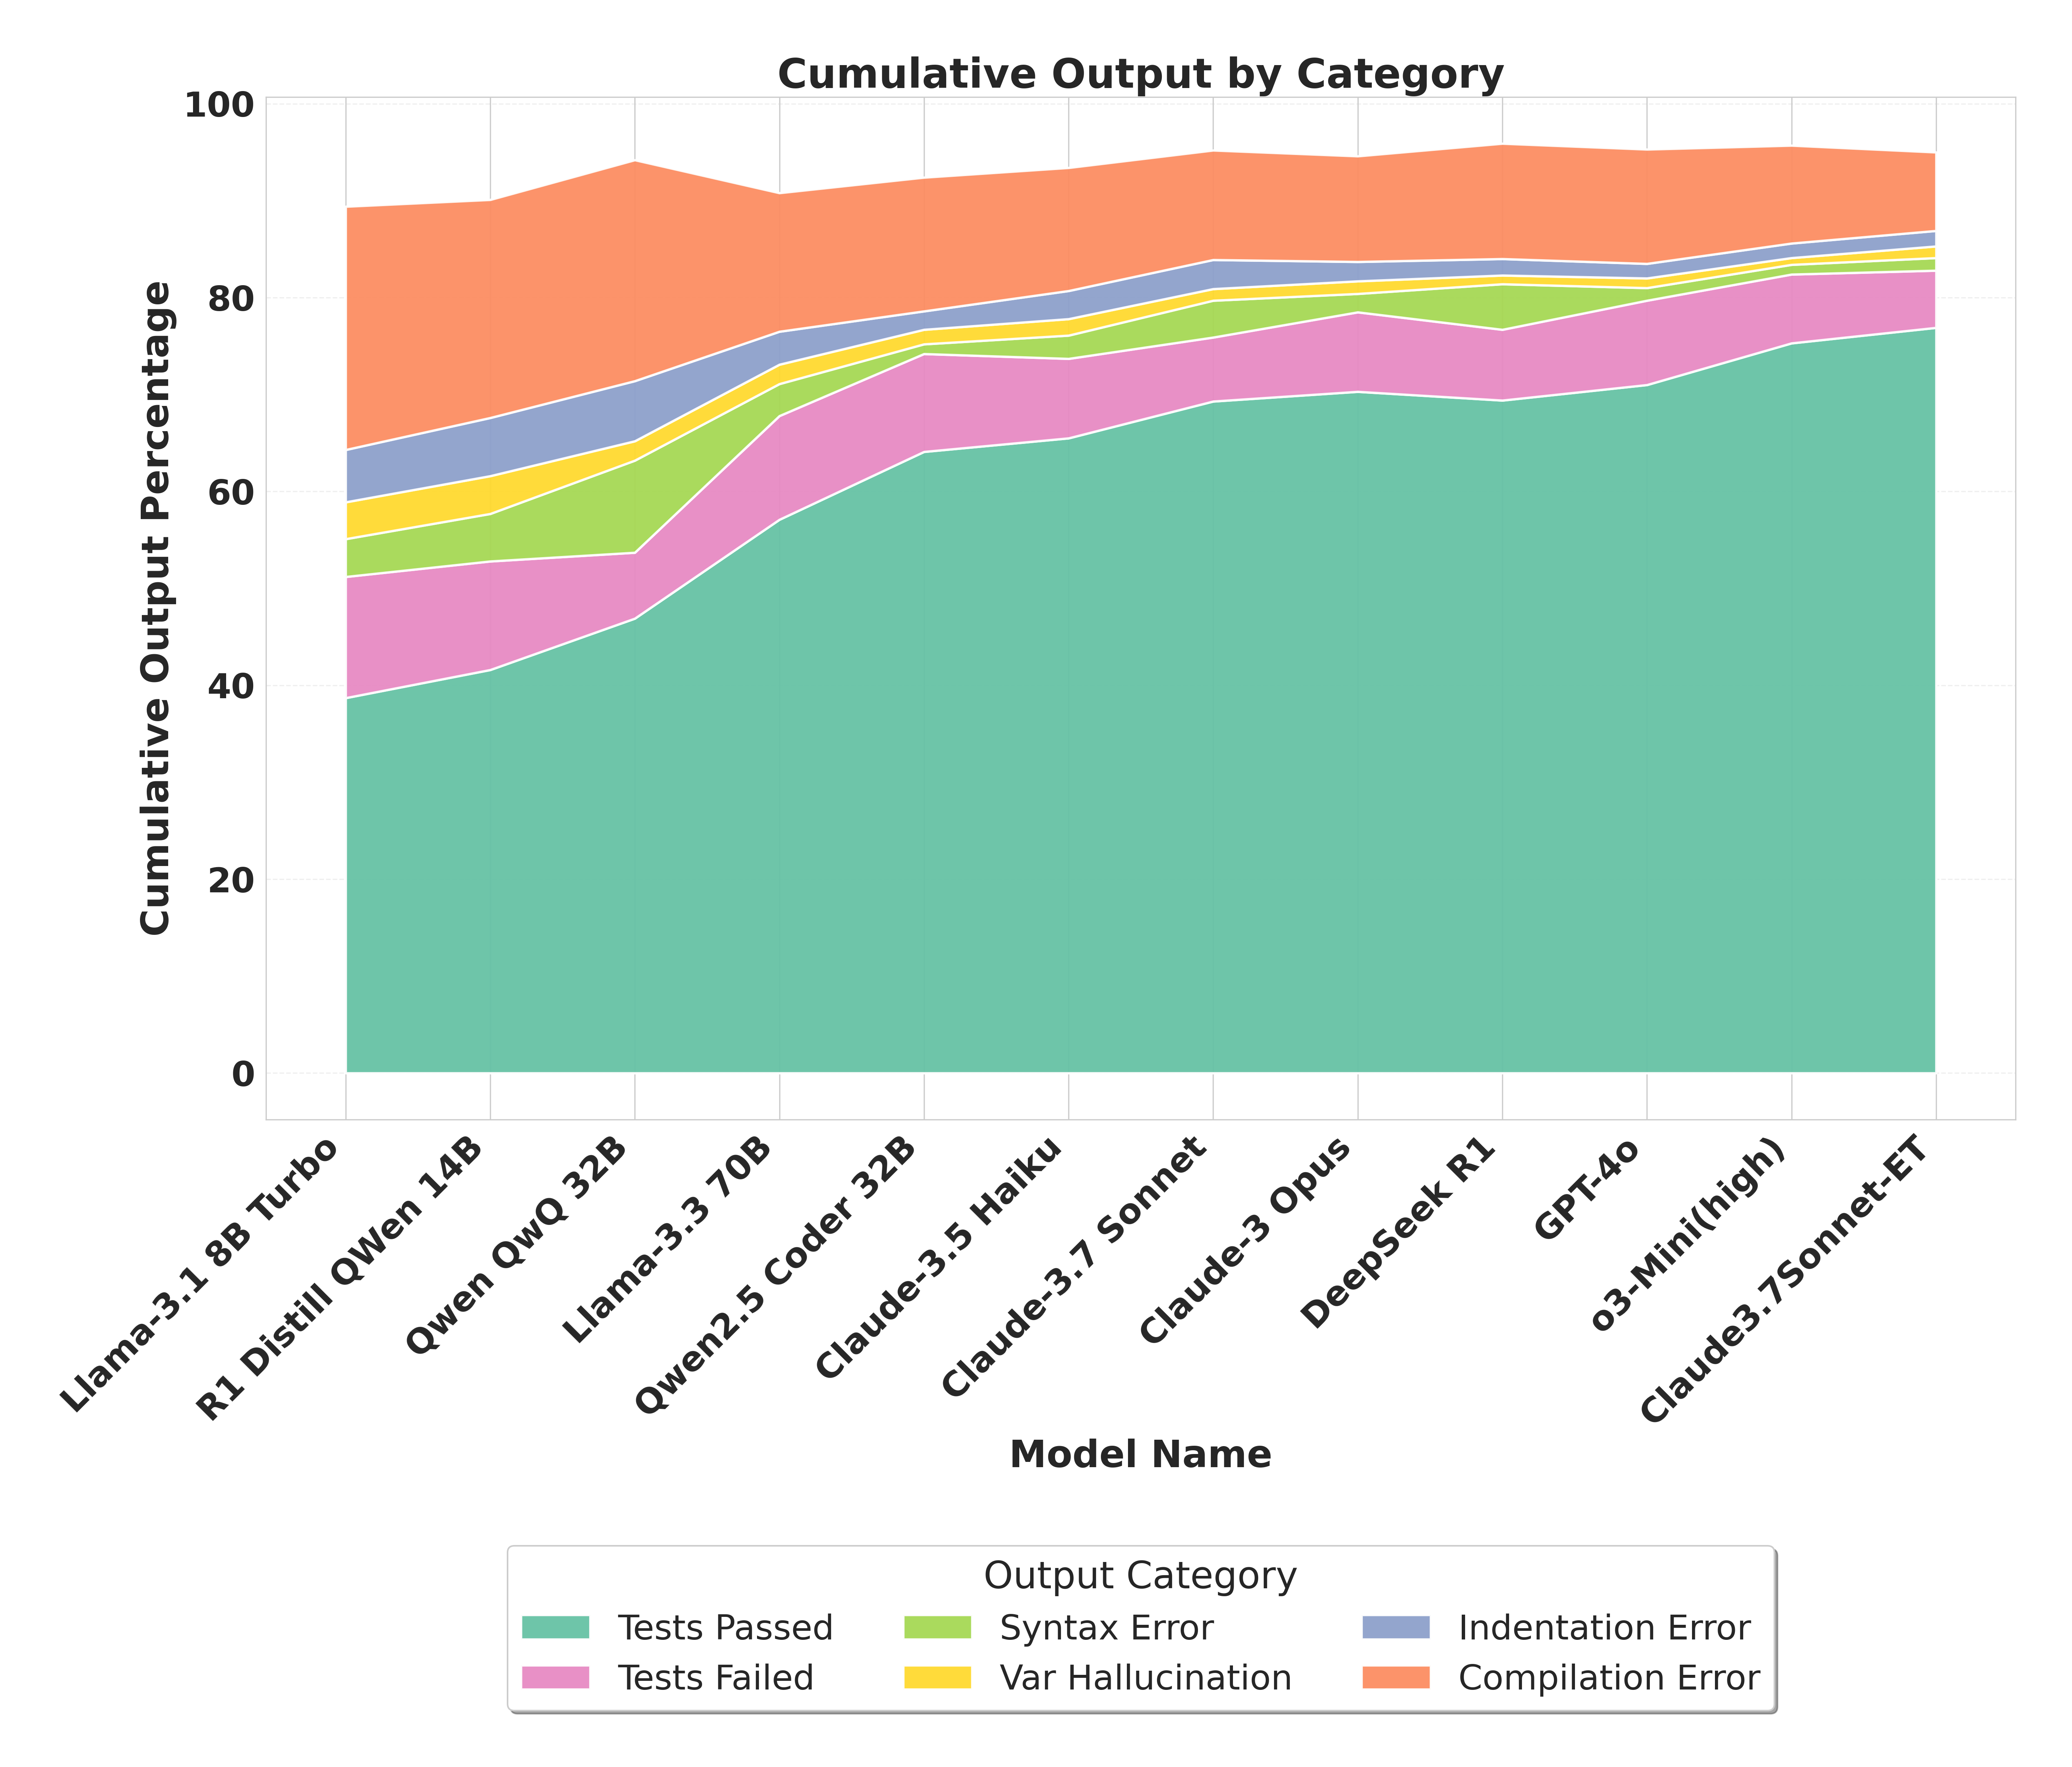 Cumulative Output by Category
Cumulative Output Percentage
100
80
60
40
20
0
Llama-3.1 8B Turbo
R1 Distill QWen 14B
Qwen QwQ 32B
Llama-3.3 70B
Qwen2.5 Coder 32B
Claude-3.5 Haiku
Claude-3.7 Sonnet
Claude-3 Opus
DeepSeek R1
GPT-4o
o3-Mini(high)
Claude3.7Sonnet-ET
Model Name
Output Category
Tests Passed
Tests Failed
Syntax Error
Var Hallucination
Indentation Error
Compilation Error